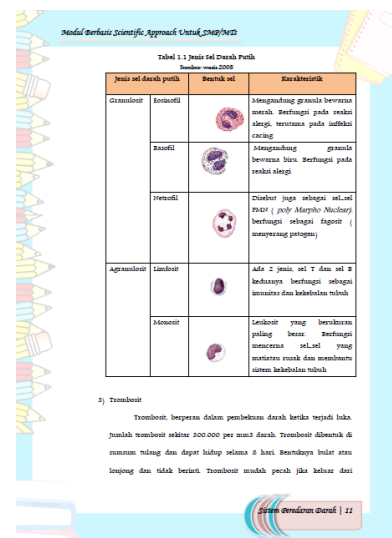 Modul Berbasis Scientific Approach Untuk SMP/MTs
Tabel 1.1 Jenis Sel Darah Putih
Sumber: wasis.2008
Jenis sel darah putih Bentuk sel Karakteristik
Granulosit Eosinofil Mengandung granula bewarna
merah. Berfungsi pada reaksi
alergi, terutama pada inffeksi
cacing
Basofil Mengandung granula
bewarna biru. Berfungsi pada
reaksi alergi
Netrofil Disebut juga sebagai sel_sel
PMN ( poly Marpho Nuclear).
berfungsi sebagai fagosit (
menyerang patogen)
Agranulosit Limfosit Ada 2 jenis, sel T dan sel B
keduanya berfungsi sebagai
imunitas dan kekebalan tubuh
Monosit Leukosit yang berukuran
paling besar. Berfungsi
mencerna sel_sel yang
matiatau rusak dan membantu
sistem kekebalan tubuh
3) Trombosit
Trombosit, berperan dalam pembekuan darah ketika terjadi luka.
Jumlah trombosit sekitar 300.000 per mm3 darah. Trombosit dibentuk di
sumsum tulang dan dapat hidup selama 8 hari. Bentuknya bulat atau
lonjong dan tidak berinti. Trombosit mudah pecah jika keluar dari
Sistem Peredaran Darah | 11